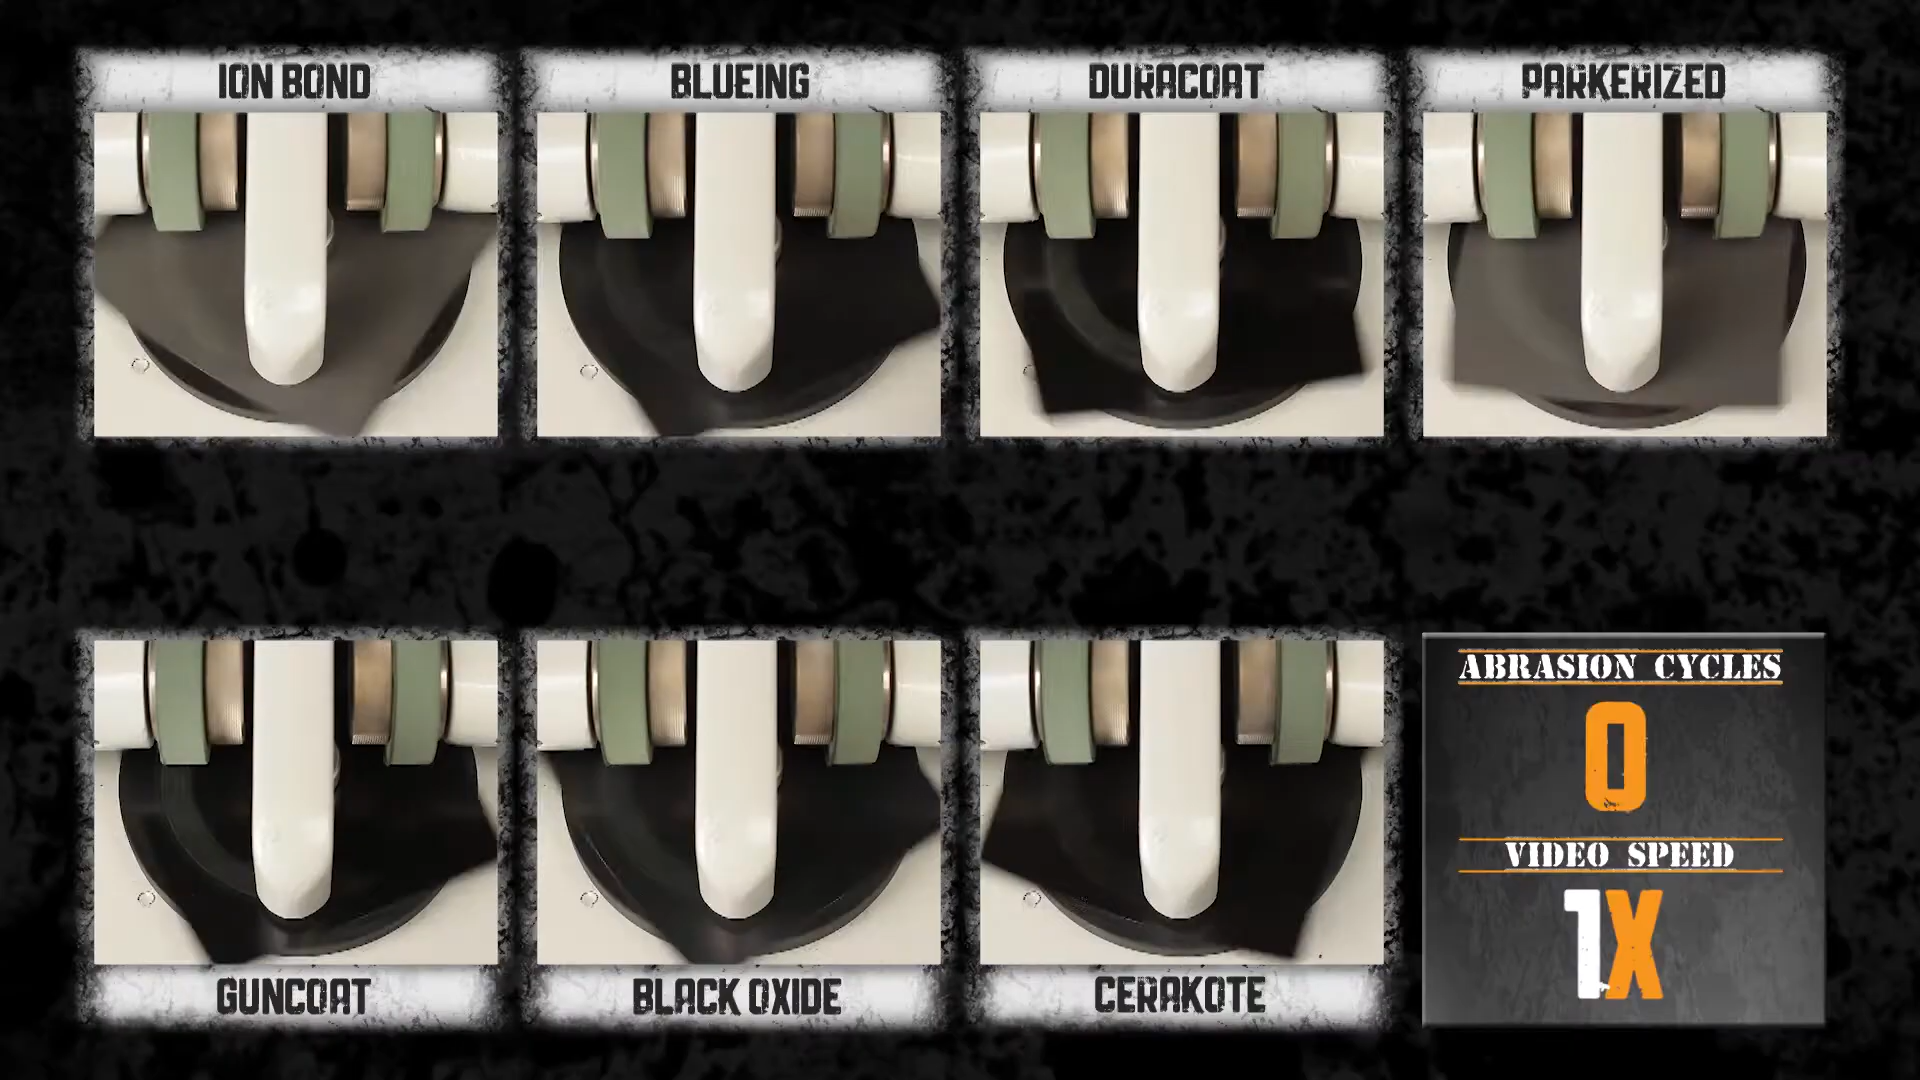 ION BOND
BLUEING
DURACOAT
PARKERIZED
GUNCOAT
BLACK OXIDE
CERAKOTE
ABRASION CYCLES
0
VIDEO SPEED
1X